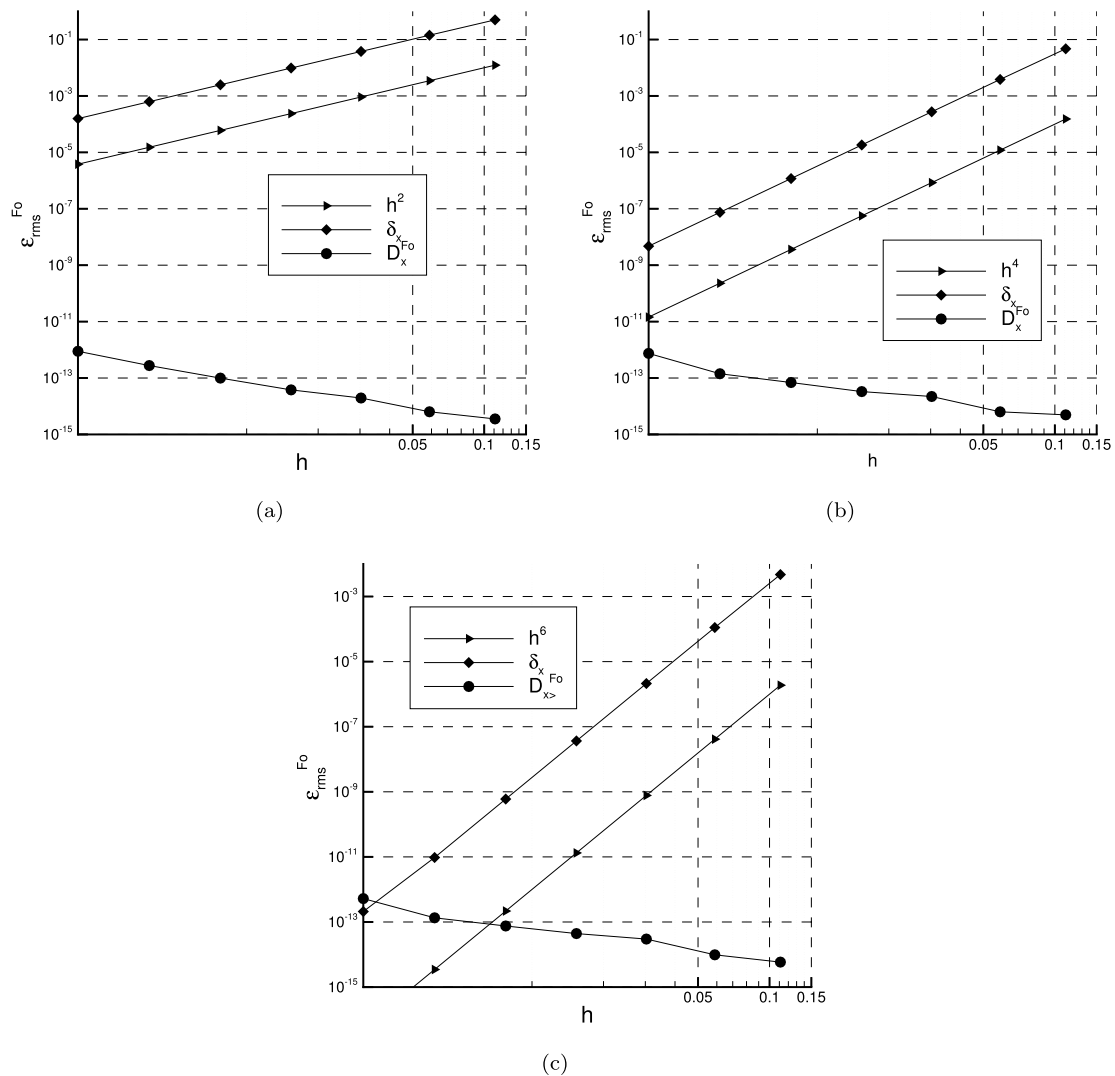 10⁻¹
10⁻³
10⁻⁵
10⁻⁷
10⁻⁹
10⁻¹¹
10⁻¹³
10⁻¹⁵
ε_rms^Fo
h²
δ_x
D_x^Fo
0.05 0.1 0.15
h
(a)
10⁻¹
10⁻³
10⁻⁵
10⁻⁷
10⁻⁹
10⁻¹¹
10⁻¹³
10⁻¹⁵
ε_rms^Fo
h⁴
δ_x
D_x^Fo
0.05 0.1 0.15
h
(b)
10⁻³
10⁻⁵
10⁻⁷
10⁻⁹
10⁻¹¹
10⁻¹³
10⁻¹⁵
ε_rms^Fo
h⁶
δ_x
D_x>^Fo
0.05 0.1 0.15
h
(c)